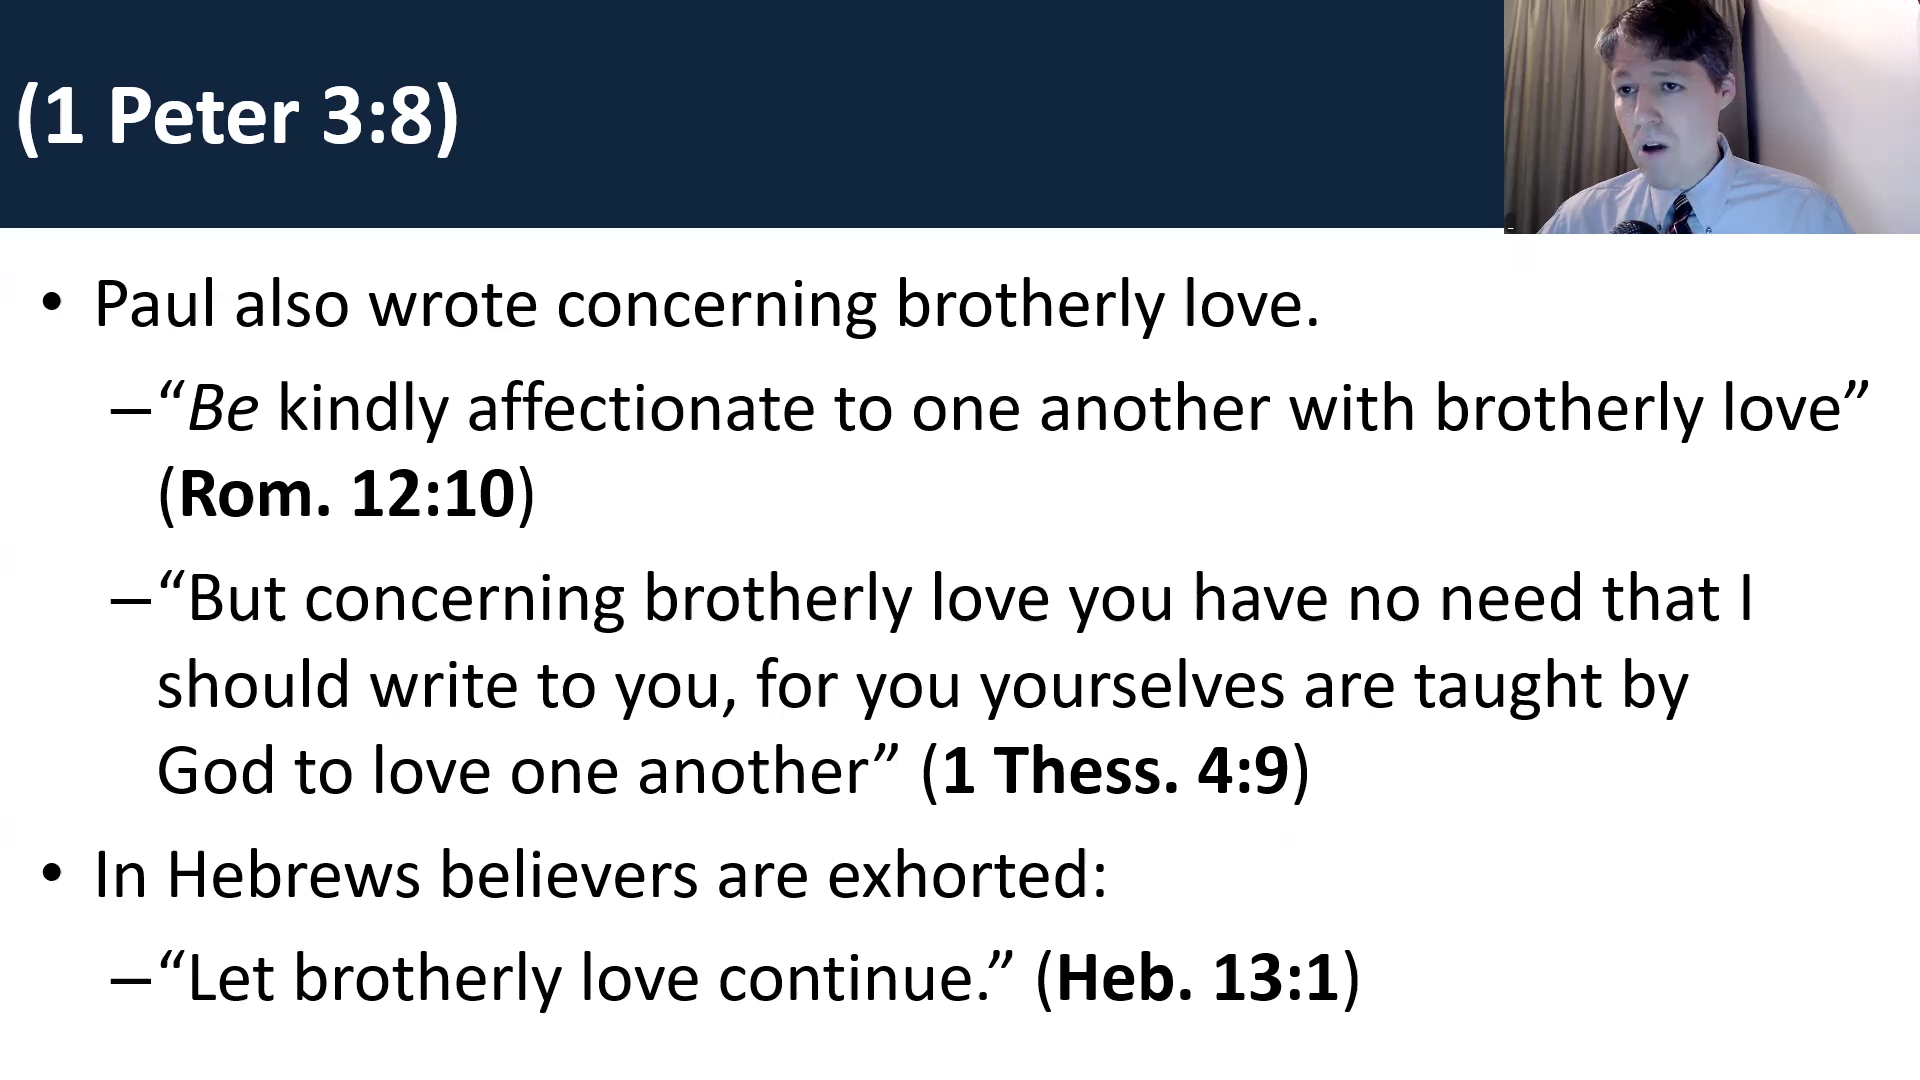 (1 Peter 3:8)
• Paul also wrote concerning brotherly love.
–“Be kindly affectionate to one another with brotherly love”
(Rom. 12:10)
–“But concerning brotherly love you have no need that I
should write to you, for you yourselves are taught by
God to love one another” (1 Thess. 4:9)
• In Hebrews believers are exhorted:
–“Let brotherly love continue.” (Heb. 13:1)